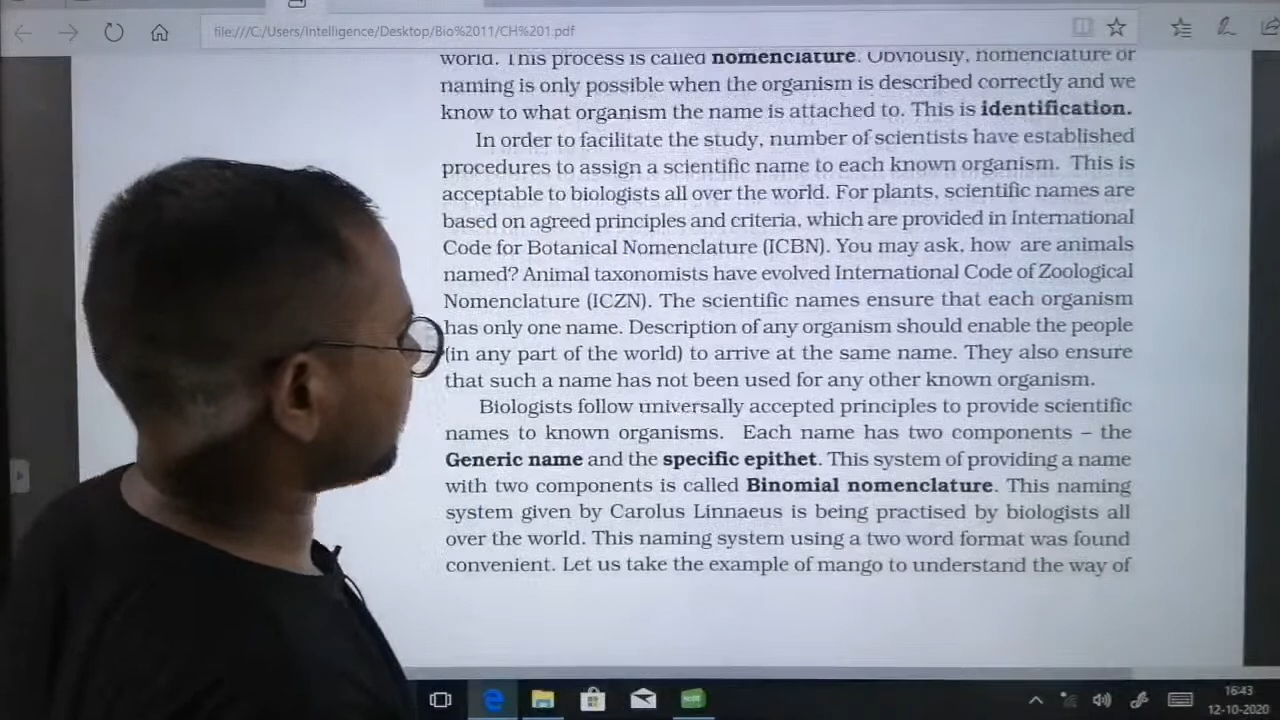 file:///C:/Users/Intelligence/Desktop/Bio%2011/CH%201.pdf
world. This process is called nomenclature. Obviously, nomenclature or
naming is only possible when the organism is described correctly and we
know to what organism the name is attached to. This is identification.
In order to facilitate the study, number of scientists have established
procedures to assign a scientific name to each known organism. This is
acceptable to biologists all over the world. For plants, scientific names are
based on agreed principles and criteria, which are provided in International
Code for Botanical Nomenclature (ICBN). You may ask, how are animals
named? Animal taxonomists have evolved International Code of Zoological
Nomenclature (ICZN). The scientific names ensure that each organism
has only one name. Description of any organism should enable the people
(in any part of the world) to arrive at the same name. They also ensure
that such a name has not been used for any other known organism.
Biologists follow universally accepted principles to provide scientific
names to known organisms. Each name has two components – the
Generic name and the specific epithet. This system of providing a name
with two components is called Binomial nomenclature. This naming
system given by Carolus Linnaeus is being practised by biologists all
over the world. This naming system using a two word format was found
convenient. Let us take the example of mango to understand the way of
16:43
12-10-2020